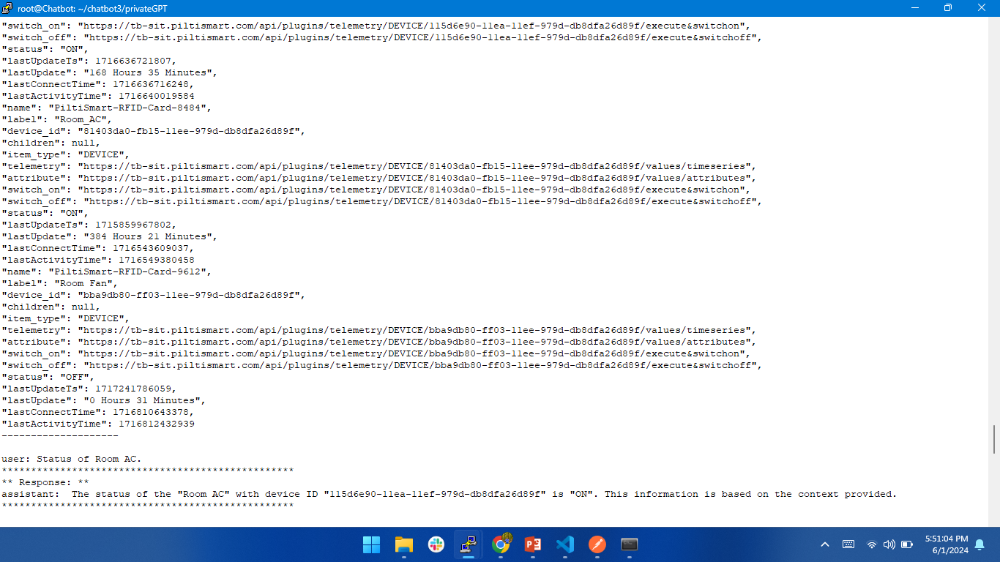 root@Chatbot: ~/chatbot3/privateGPT
"switch_on": "https://tb-sit.piltismart.com/api/plugins/telemetry/DEVICE/115d6e90-11ea-11ef-979d-db8dfa26d89f/execute&switchon",
"switch_off": "https://tb-sit.piltismart.com/api/plugins/telemetry/DEVICE/115d6e90-11ea-11ef-979d-db8dfa26d89f/execute&switchoff",
"status": "ON",
"lastUpdateTs": 1716636721807,
"lastUpdate": "168 Hours 35 Minutes",
"lastConnectTime": 1716636716248,
"lastActivityTime": 1716640019584
"name": "PiltiSmart-RFID-Card-8484",
"label": "Room_AC",
"device_id": "81403da0-fb15-11ee-979d-db8dfa26d89f",
"children": null,
"item_type": "DEVICE",
"telemetry": "https://tb-sit.piltismart.com/api/plugins/telemetry/DEVICE/81403da0-fb15-11ee-979d-db8dfa26d89f/values/timeseries",
"attribute": "https://tb-sit.piltismart.com/api/plugins/telemetry/DEVICE/81403da0-fb15-11ee-979d-db8dfa26d89f/values/attributes",
"switch_on": "https://tb-sit.piltismart.com/api/plugins/telemetry/DEVICE/81403da0-fb15-11ee-979d-db8dfa26d89f/execute&switchon",
"switch_off": "https://tb-sit.piltismart.com/api/plugins/telemetry/DEVICE/81403da0-fb15-11ee-979d-db8dfa26d89f/execute&switchoff",
"status": "ON",
"lastUpdateTs": 1715859967802,
"lastUpdate": "384 Hours 21 Minutes",
"lastConnectTime": 1716543609037,
"lastActivityTime": 1716549380458
"name": "PiltiSmart-RFID-Card-9612",
"label": "Room Fan",
"device_id": "bba9db80-ff03-11ee-979d-db8dfa26d89f",
"children": null,
"item_type": "DEVICE",
"telemetry": "https://tb-sit.piltismart.com/api/plugins/telemetry/DEVICE/bba9db80-ff03-11ee-979d-db8dfa26d89f/values/timeseries",
"attribute": "https://tb-sit.piltismart.com/api/plugins/telemetry/DEVICE/bba9db80-ff03-11ee-979d-db8dfa26d89f/values/attributes",
"switch_on": "https://tb-sit.piltismart.com/api/plugins/telemetry/DEVICE/bba9db80-ff03-11ee-979d-db8dfa26d89f/execute&switchon",
"switch_off": "https://tb-sit.piltismart.com/api/plugins/telemetry/DEVICE/bba9db80-ff03-11ee-979d-db8dfa26d89f/execute&switchoff",
"status": "OFF",
"lastUpdateTs": 1717241786059,
"lastUpdate": "0 Hours 31 Minutes",
"lastConnectTime": 1716810643378,
"lastActivityTime": 1716812432939
--------------------
user: Status of Room AC.
**************************************************
** Response: **
assistant:  The status of the "Room AC" with device ID "115d6e90-11ea-11ef-979d-db8dfa26d89f" is "ON". This information is based on the context provided.
**************************************************
5:51:04 PM
6/1/2024